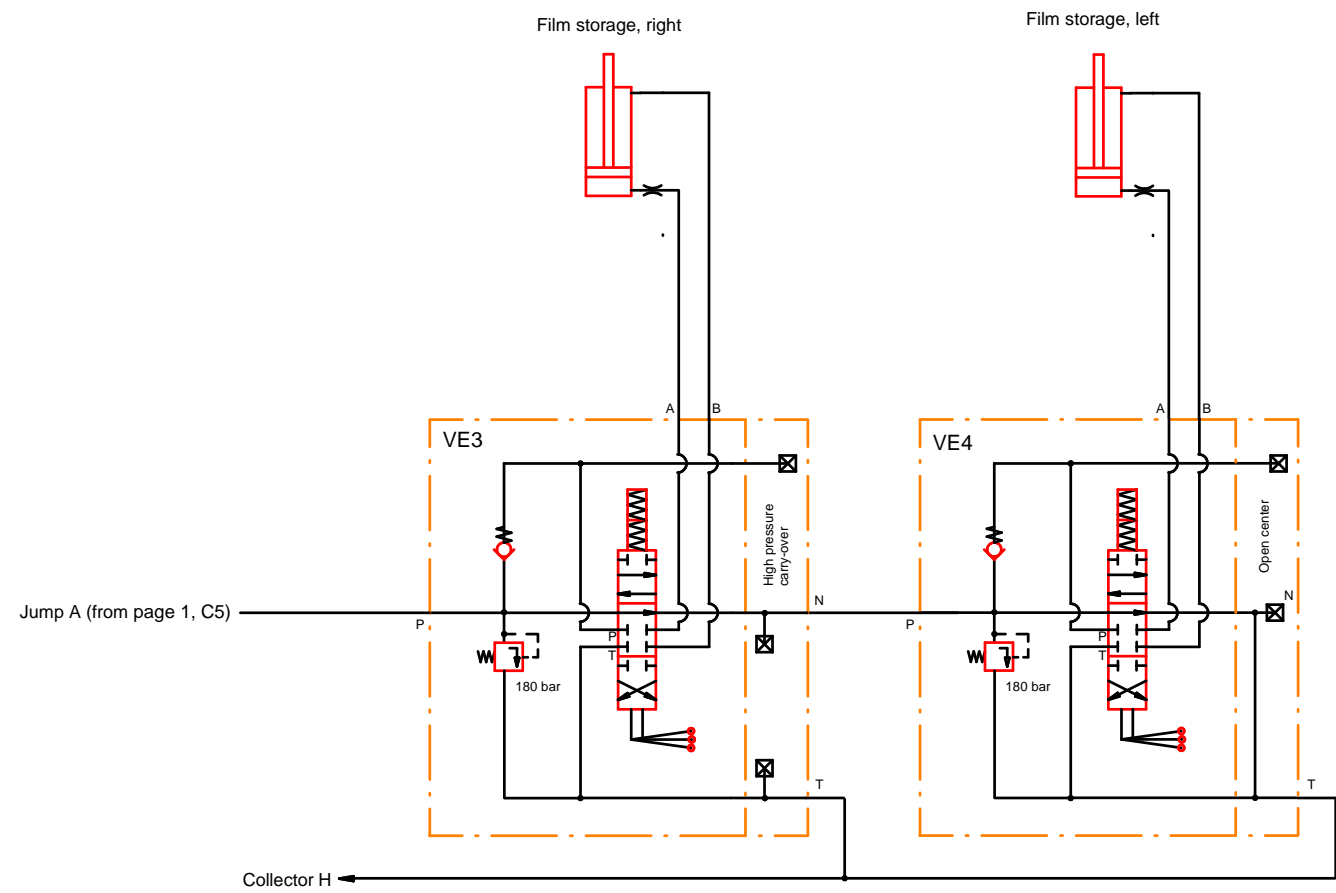 Film storage, right
Film storage, left
A
B
A
B
VE3
VE4
High pressure
carry-over
Open center
Jump A (from page 1, C5)
P
N
P
N
P
T
P
T
180 bar
180 bar
T
T
Collector H